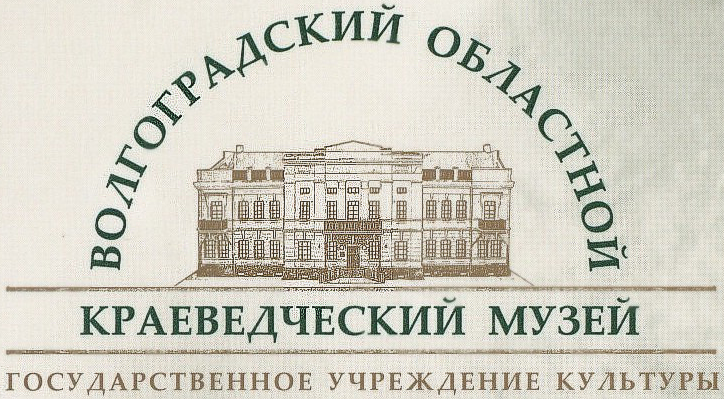 ВОЛГОГРАДСКИЙ ОБЛАСТНОЙ
КРАЕВЕДЧЕСКИЙ МУЗЕЙ
ГОСУДАРСТВЕННОЕ УЧРЕЖДЕНИЕ КУЛЬТУРЫ